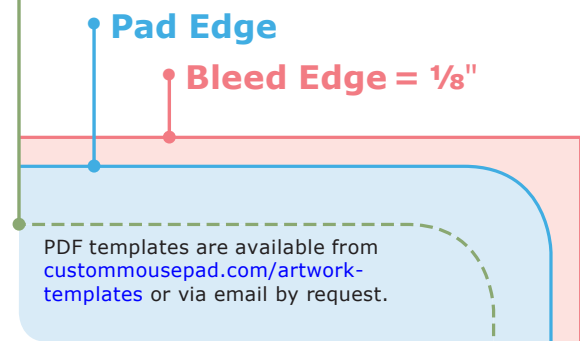 Pad Edge
Bleed Edge = ⅛"
PDF templates are available from
custommousepad.com/artwork-
templates or via email by request.